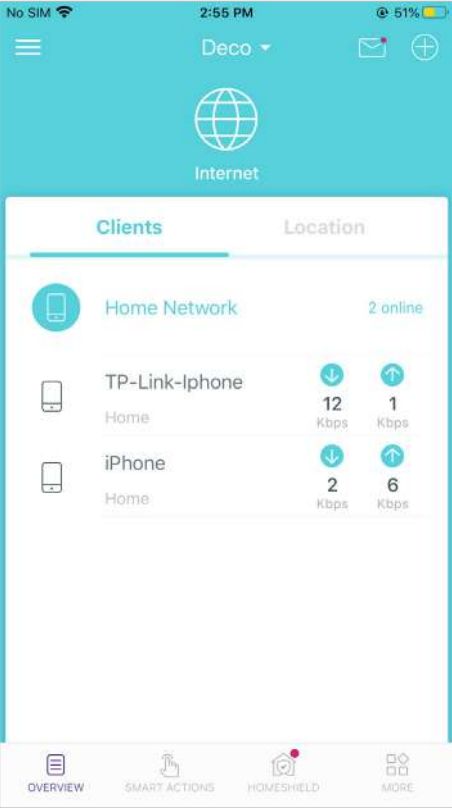 No SIM 2:55 PM 51%
Deco
Internet
Clients Location
Home Network 2 online
TP-Link-Iphone
12 1
Home Kbps Kbps
iPhone
2 6
Home Kbps Kbps
OVERVIEW SMART ACTIONS HOMESHIELD MORE